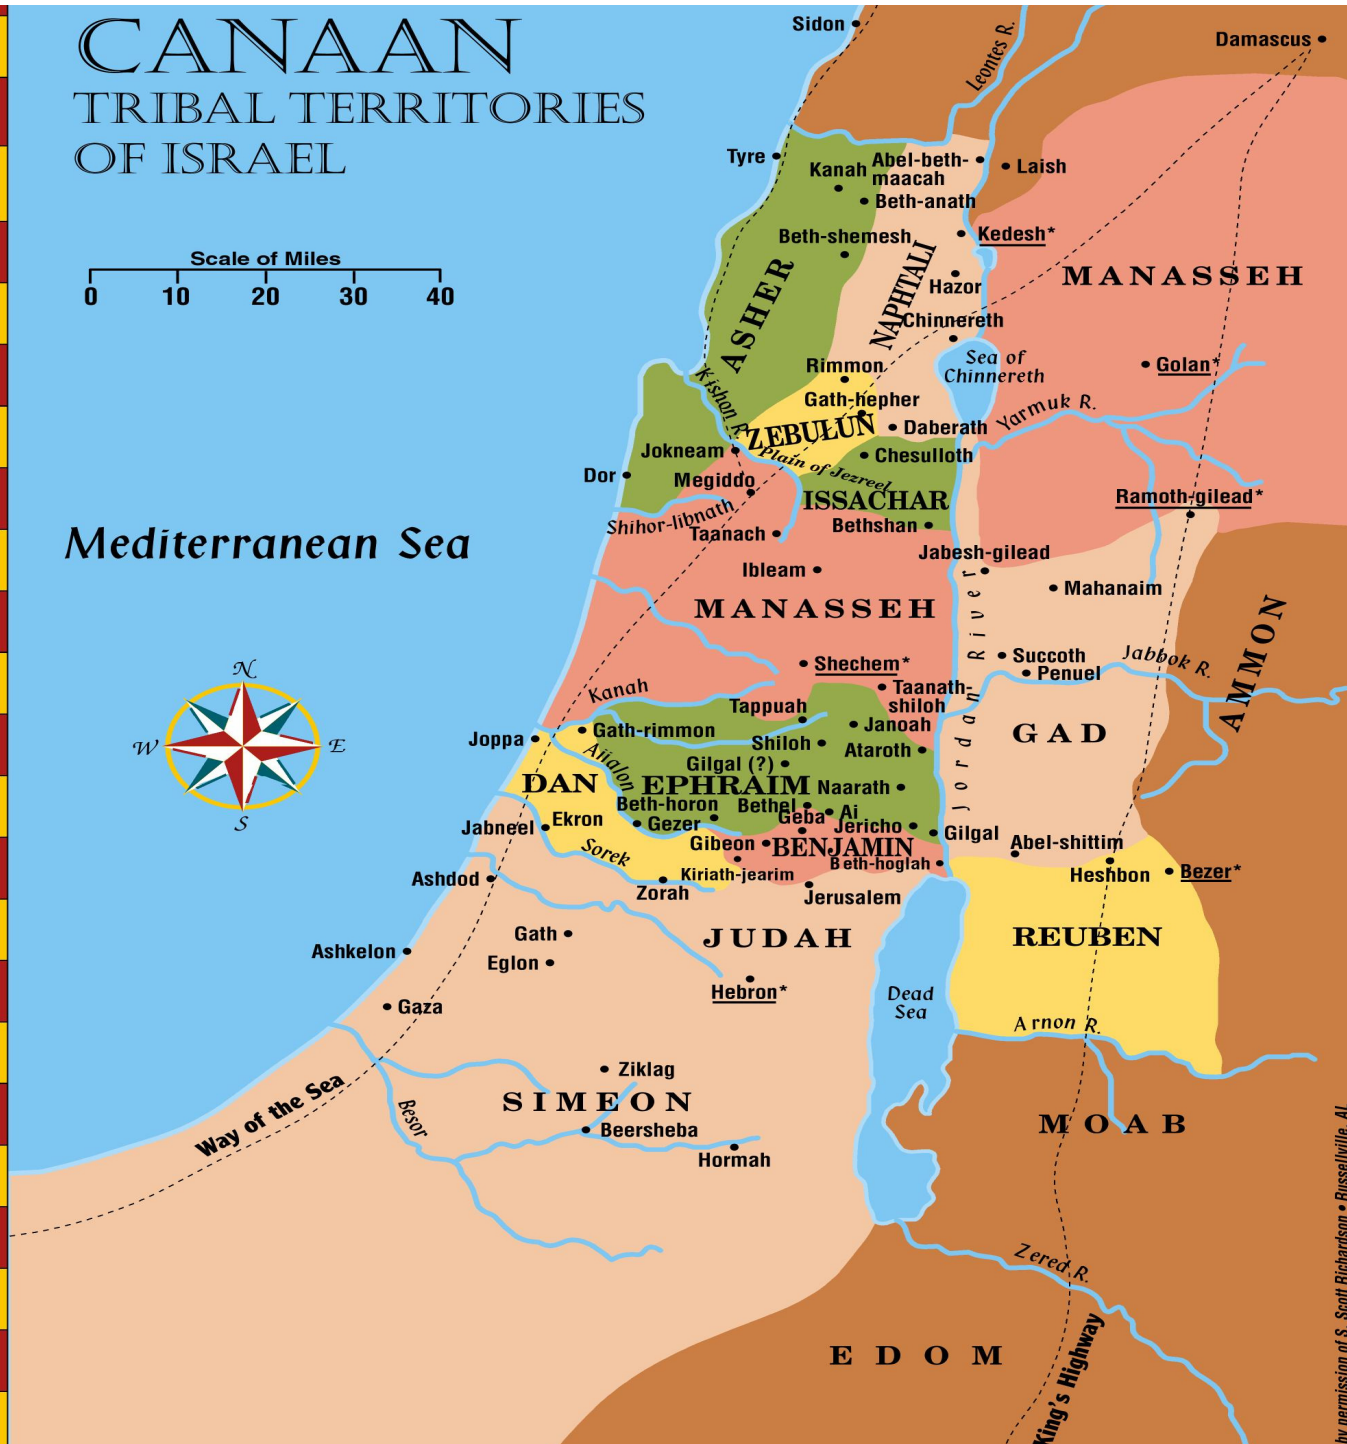 CANAAN
TRIBAL TERRITORIES
OF ISRAEL
Scale of Miles
0 10 20 30 40
Sidon
Damascus
Leontes R.
Tyre
Kanah
Abel-beth-
maacah
Laish
Beth-anath
Beth-shemesh
Kedesh*
ASHER
NAPHTALI
MANASSEH
Hazor
Chinnereth
Sea of
Chinnereth
Golan*
Rimmon
Kishon R.
Gath-hepher
Yarmuk R.
ZEBULUN
Daberath
Jokneam
Plain of Jezreel
Chesulloth
Dor
Megiddo
ISSACHAR
Ramoth-gilead*
Shihor-libnath
Taanach
Bethshan
Mediterranean Sea
Jabesh-gilead
Ibleam
Mahanaim
MANASSEH
Jordan River
AMMON
N
W
E
S
Shechem*
Succoth
Penuel
Jabbok R.
Kanah
Taanath-
shiloh
Tappuah
Janoah
GAD
Joppa
Gath-rimmon
Shiloh
Ataroth
Aijalon
Gilgal (?)
DAN
EPHRAIM
Naarath
Beth-horon
Bethel
Ai
Jabneel
Ekron
Gezer
Geba
Jericho
Gilgal
Abel-shittim
Gibeon
BENJAMIN
Sorek
Kiriath-jearim
Beth-hoglah
Heshbon
Bezer*
Ashdod
Zorah
Jerusalem
Gath
JUDAH
REUBEN
Ashkelon
Eglon
Hebron*
Dead
Sea
Gaza
Arnon R.
Ziklag
Way of the Sea
SIMEON
Besor
Beersheba
MOAB
Hormah
Zered R.
EDOM
King's Highway
by permission of S. Scott Richardson • Russellville, AL